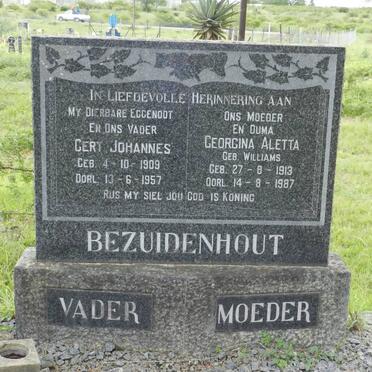 In Liefdevolle Herinnering Aan
My Dierbare Eggenoot
En Ons Vader
Gert Johannes
Geb. 4-10-1909
Oorl. 13-6-1957
Ons Moeder
En Ouma
Georgina Aletta
Geb. Williams
Geb. 27-8-1913
Oorl. 14-8-1987
Rus My Siel Jou God Is Koning
BEZUIDENHOUT
VADER
MOEDER